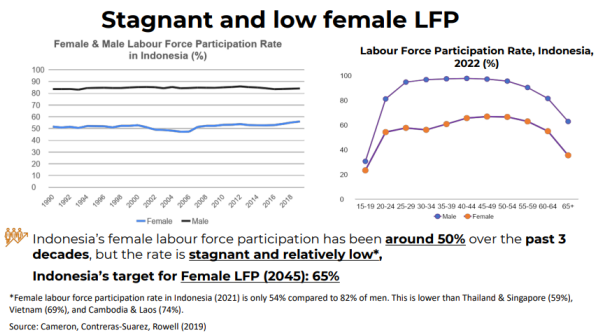 Stagnant and low female LFP
Female & Male Labour Force Participation Rate
in Indonesia (%)
100
90
80
70
60
50
40
30
20
10
0
1990 1992 1994 1996 1998 2000 2002 2004 2006 2008 2010 2012 2014 2016 2018
Female Male
Labour Force Participation Rate, Indonesia,
2022 (%)
100
80
60
40
20
0
15-19 20-24 25-29 30-34 35-39 40-44 45-49 50-54 55-59 60-64 65+
Male Female
Indonesia's female labour force participation has been around 50% over the past 3
decades, but the rate is stagnant and relatively low*,
Indonesia's target for Female LFP (2045): 65%
*Female labour force participation rate in Indonesia (2021) is only 54% compared to 82% of men. This is lower than Thailand & Singapore (59%),
Vietnam (69%), and Cambodia & Laos (74%).
Source: Cameron, Contreras-Suarez, Rowell (2019)